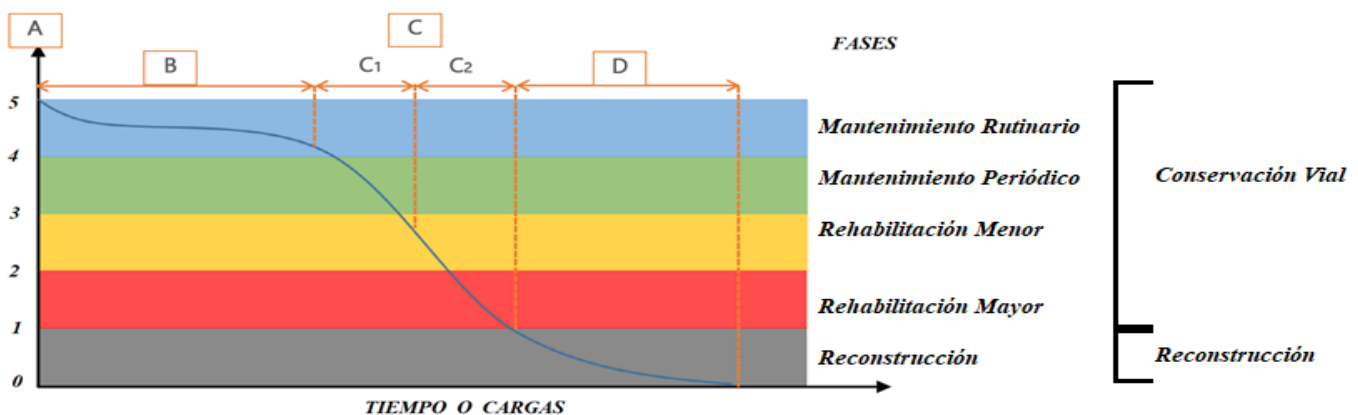 A
C
FASES
B
C1
C2
D
5
Mantenimiento Rutinario
4
Mantenimiento Periódico
Conservación Vial
3
Rehabilitación Menor
2
Rehabilitación Mayor
1
Reconstrucción
Reconstrucción
0
TIEMPO O CARGAS